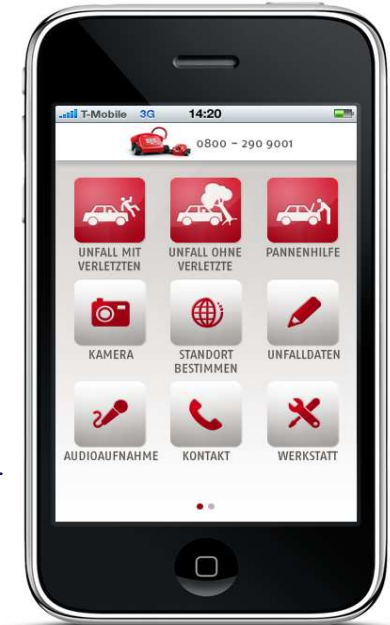 T-Mobile 3G 14:20
0800 – 290 9001
UNFALL MIT
VERLETZTEN
UNFALL OHNE
VERLETZTE
PANNENHILFE
KAMERA
STANDORT
BESTIMMEN
UNFALLDATEN
AUDIOAUFNAHME
KONTAKT
WERKSTATT
.